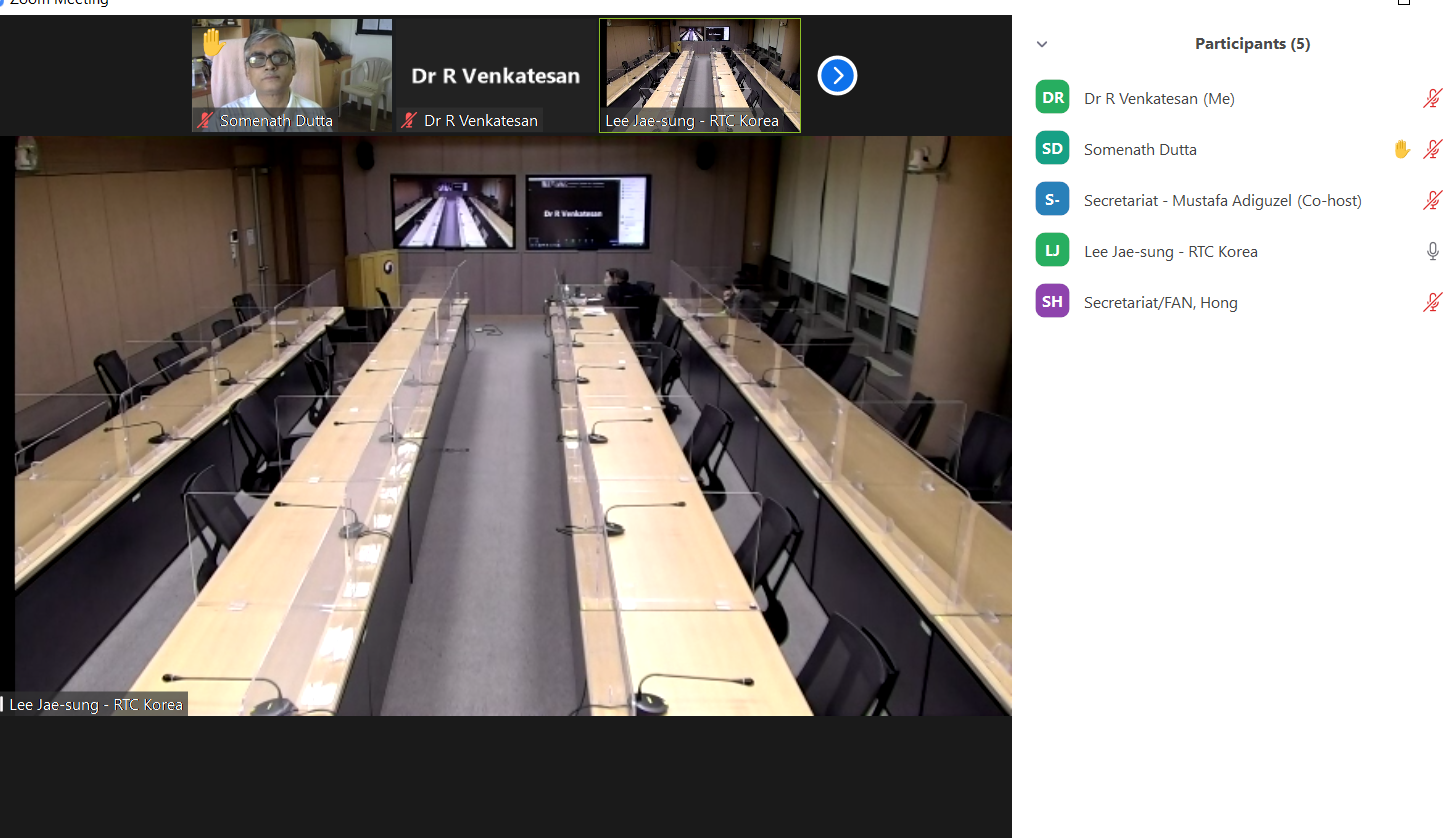 Zoom Meeting
Somenath Dutta
Dr R Venkatesan
Dr R Venkatesan
Lee Jae-sung - RTC Korea
Dr R Venkatesan
Lee Jae-sung - RTC Korea
Participants (5)
DR Dr R Venkatesan (Me)
SD Somenath Dutta
S- Secretariat - Mustafa Adiguzel (Co-host)
LJ Lee Jae-sung - RTC Korea
SH Secretariat/FAN, Hong